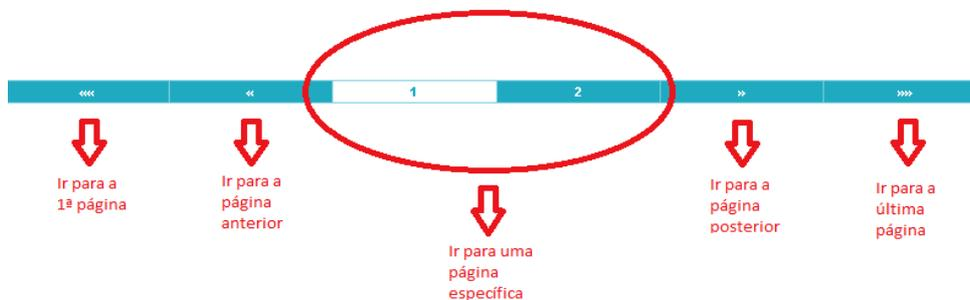 «« « 1 2 » »»
Ir para a
1ª página
Ir para a
página
anterior
Ir para uma
página
específica
Ir para a
página
posterior
Ir para a
última
página